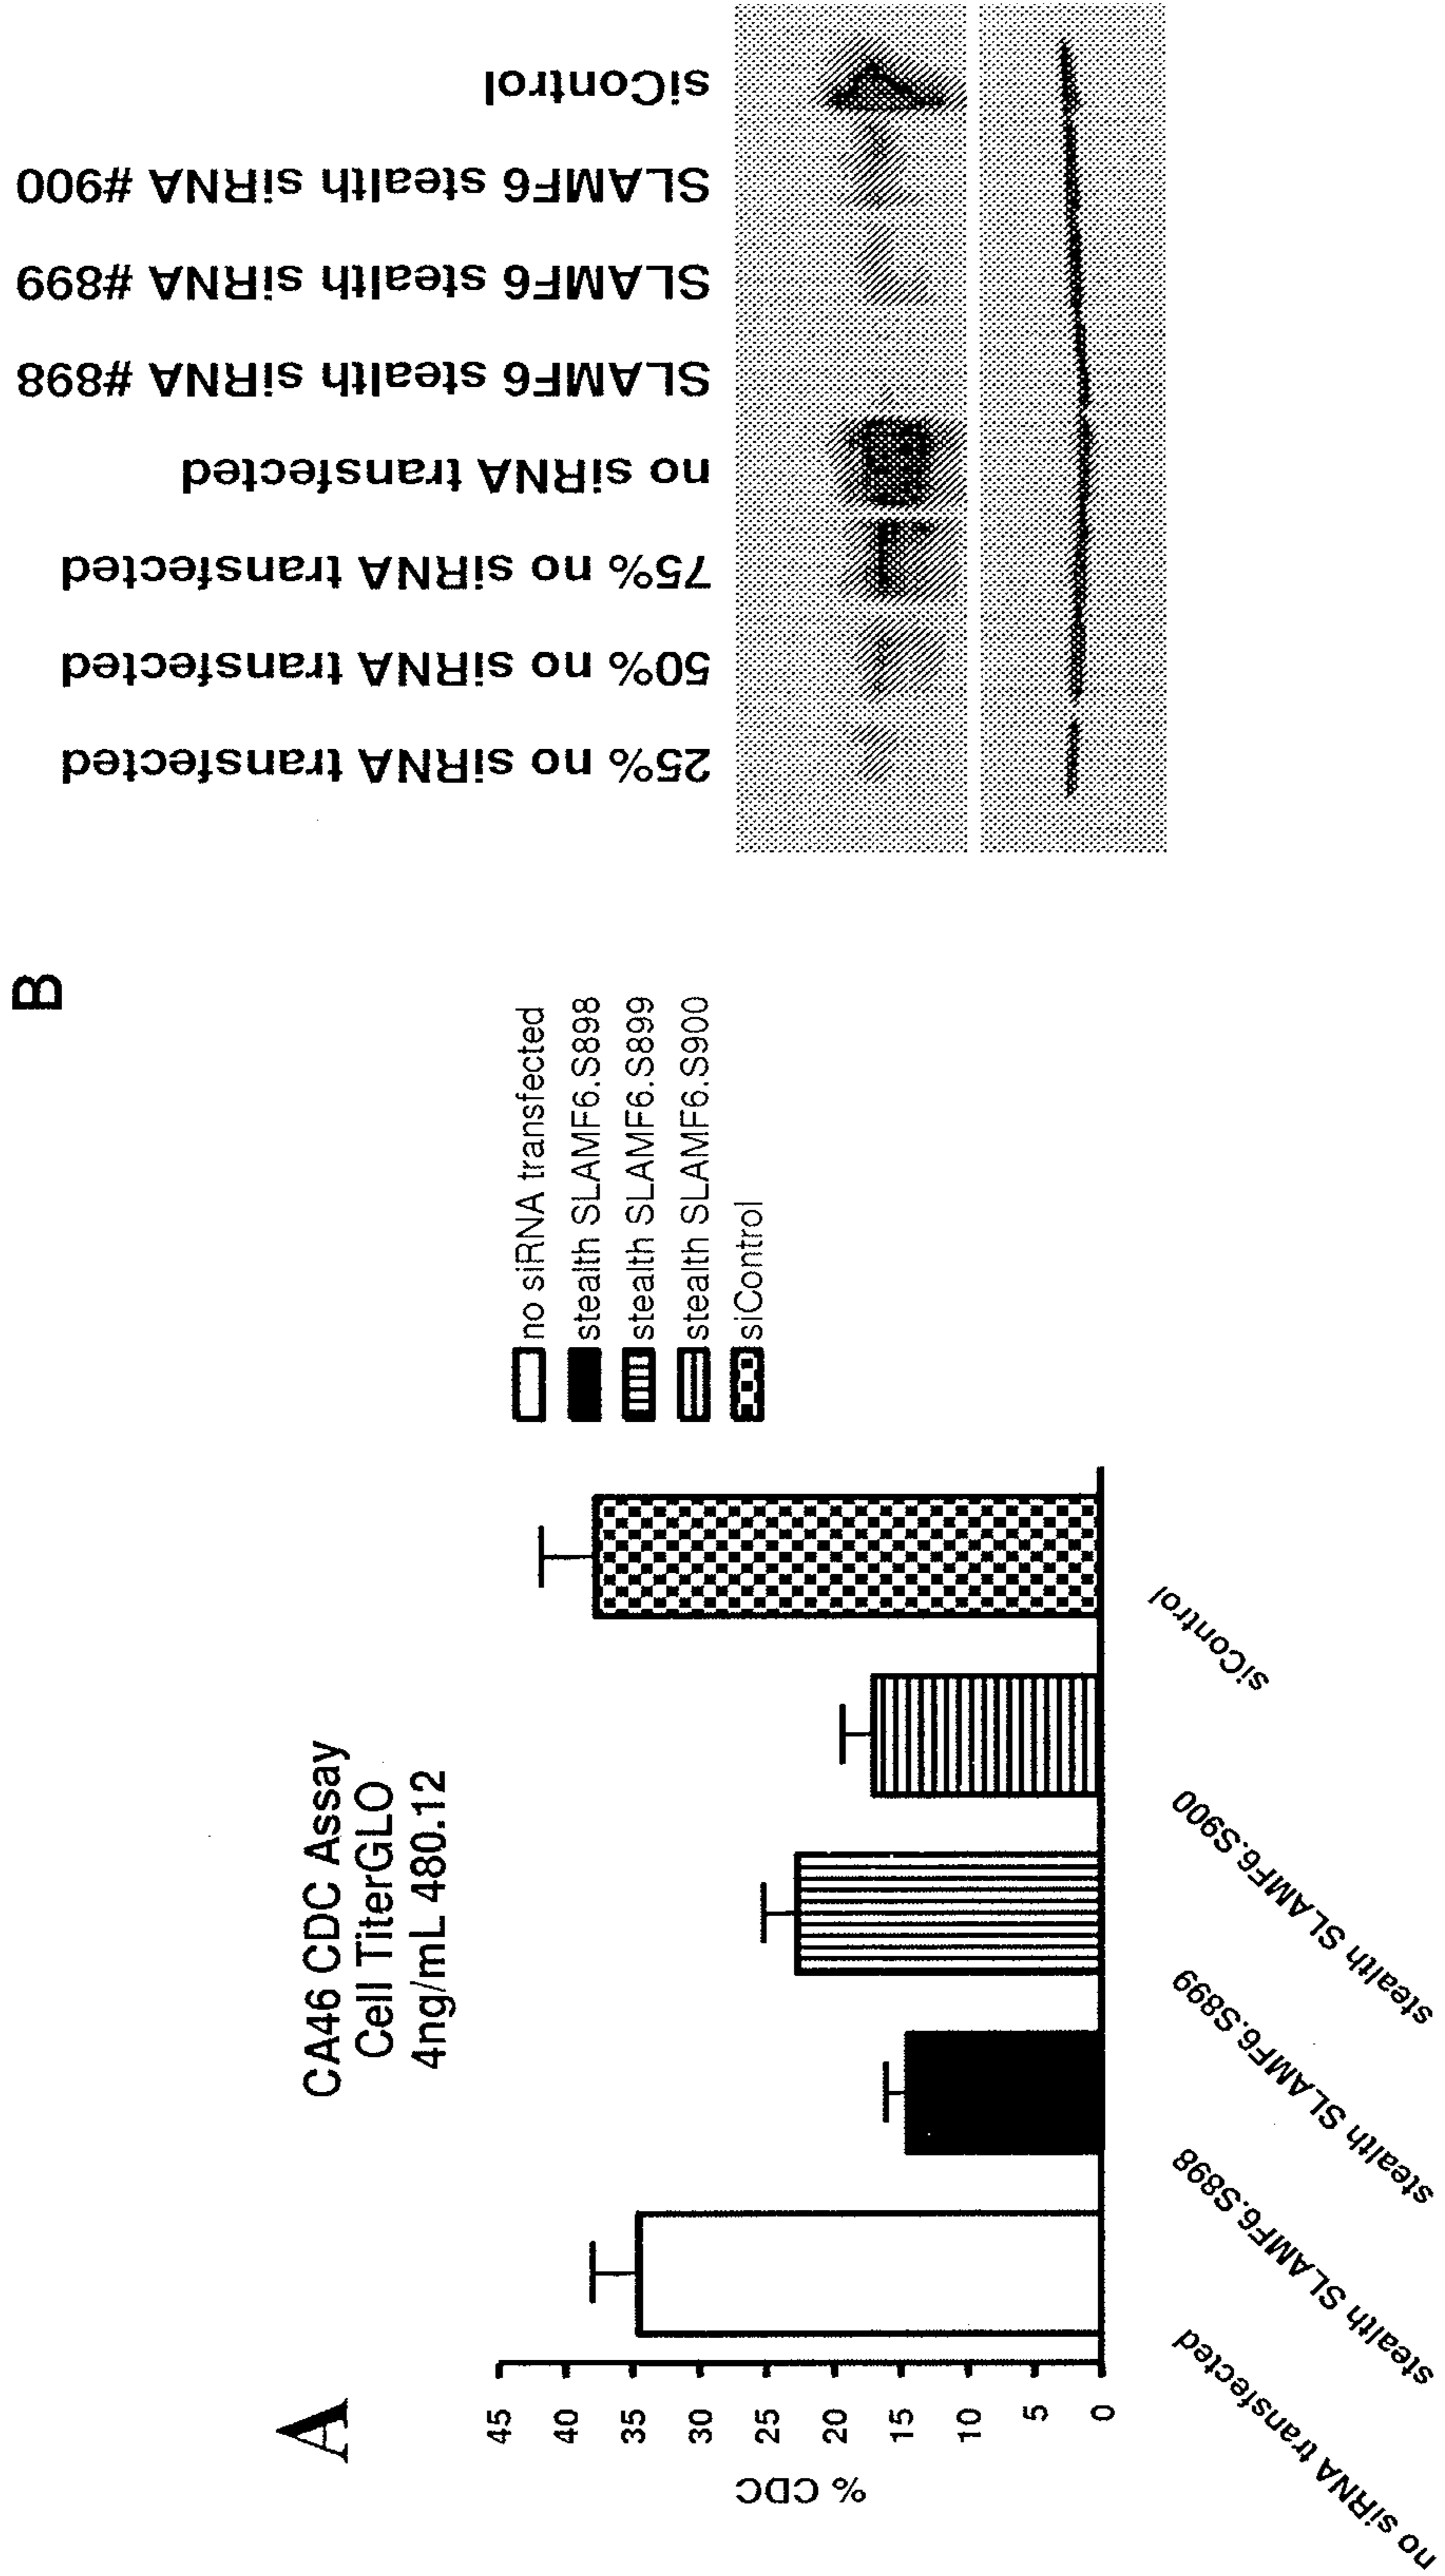 A
CA46 CDC Assay
Cell TiterGLO
4ng/mL 480.12
% CDC
45
40
35
30
25
20
15
10
5
0
no siRNA transfected
stealth SLAMF6.S898
stealth SLAMF6.S899
stealth SLAMF6.S900
siControl
no siRNA transfected
stealth SLAMF6.S898
stealth SLAMF6.S899
stealth SLAMF6.S900
siControl
B
25% no siRNA transfected
50% no siRNA transfected
75% no siRNA transfected
no siRNA transfected
SLAMF6 stealth siRNA #898
SLAMF6 stealth siRNA #899
SLAMF6 stealth siRNA #900
siControl